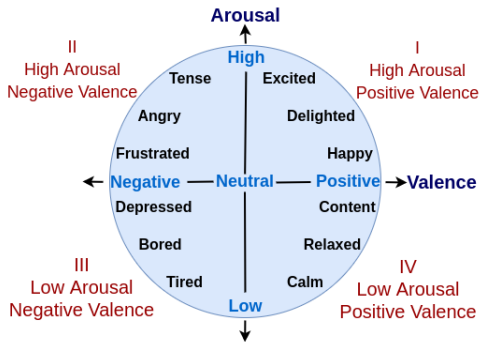 Arousal
II
High Arousal
Negative Valence
I
High Arousal
Positive Valence
High
Tense
Excited
Angry
Delighted
Frustrated
Happy
Negative
Neutral
Positive
Valence
Depressed
Content
Bored
Relaxed
Tired
Calm
III
Low Arousal
Negative Valence
IV
Low Arousal
Positive Valence
Low